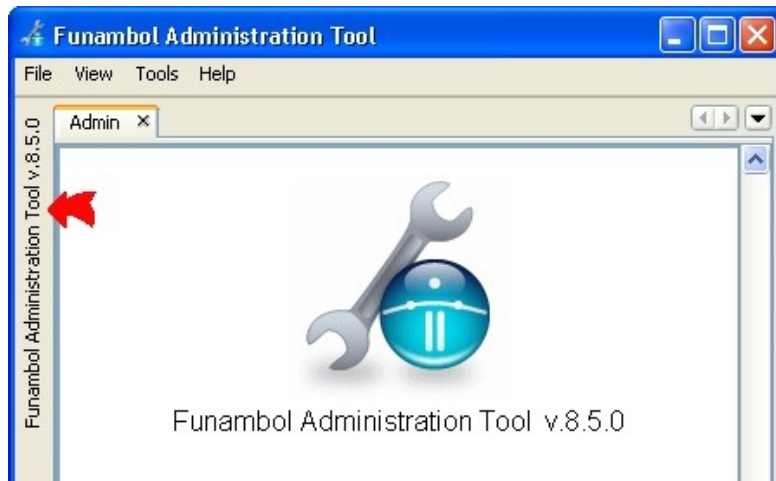 Funambol Administration Tool
File View Tools Help
Funambol Administration Tool v.8.5.0
Admin
Funambol Administration Tool v.8.5.0